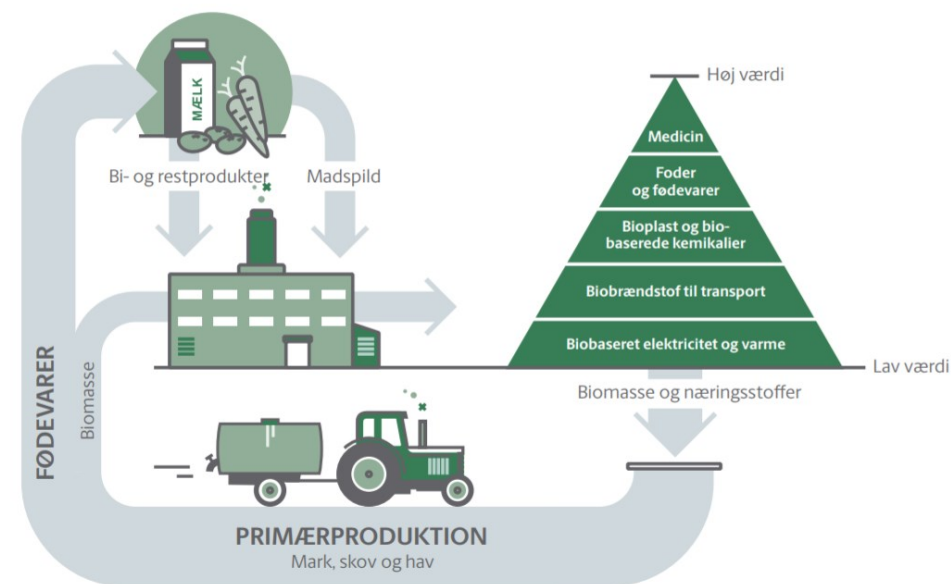 MÆLK
Bi- og restprodukter
Madspild
Høj værdi
Medicin
Foder
og fødevarer
Bioplast og bio-
baserede kemikalier
Biobrændstof til transport
Biobaseret elektricitet og varme
Lav værdi
Biomasse og næringsstoffer
FØDEVARER
Biomasse
PRIMÆRPRODUKTION
Mark, skov og hav